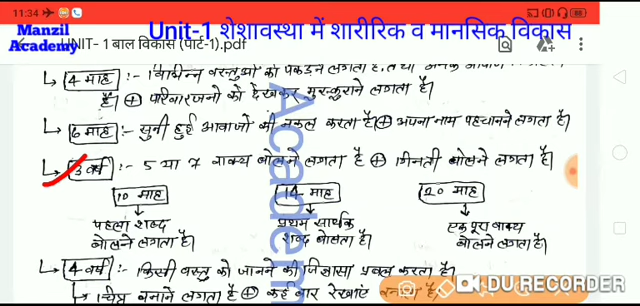 11:34
Manzil Academy
Unit-1 शेशावस्था में शारीरिक व मानसिक विकास
UNIT- 1 बाल विकास (पार्ट-1).pdf
4 माह :- विभिन्न वस्तुओं को पकड़ने लगता है, तथा
है। + परिवारजनो को देखकर मुस्कुराने लगता है।
6 माह :- सुनी हुई आवाजो की नकल करता है + अपना नाम पहचानने लगता है।
3 वर्ष :- 5 या 7 वाक्य बोलने लगता है + गिनती बोलने लगता है।
10 माह 14 माह 20 माह
पहला शब्द बोलने लगता है।
प्रथम सार्थक शब्द बोलता है।
एक पूरा वाक्य बोलने लगता है।
4 वर्ष :- किसी वस्तु को जानने की जिज्ञासा प्रबल करता है।
चित्र बनाने लगता है + कई बार रेखाएं
Academ
DU RECORDER